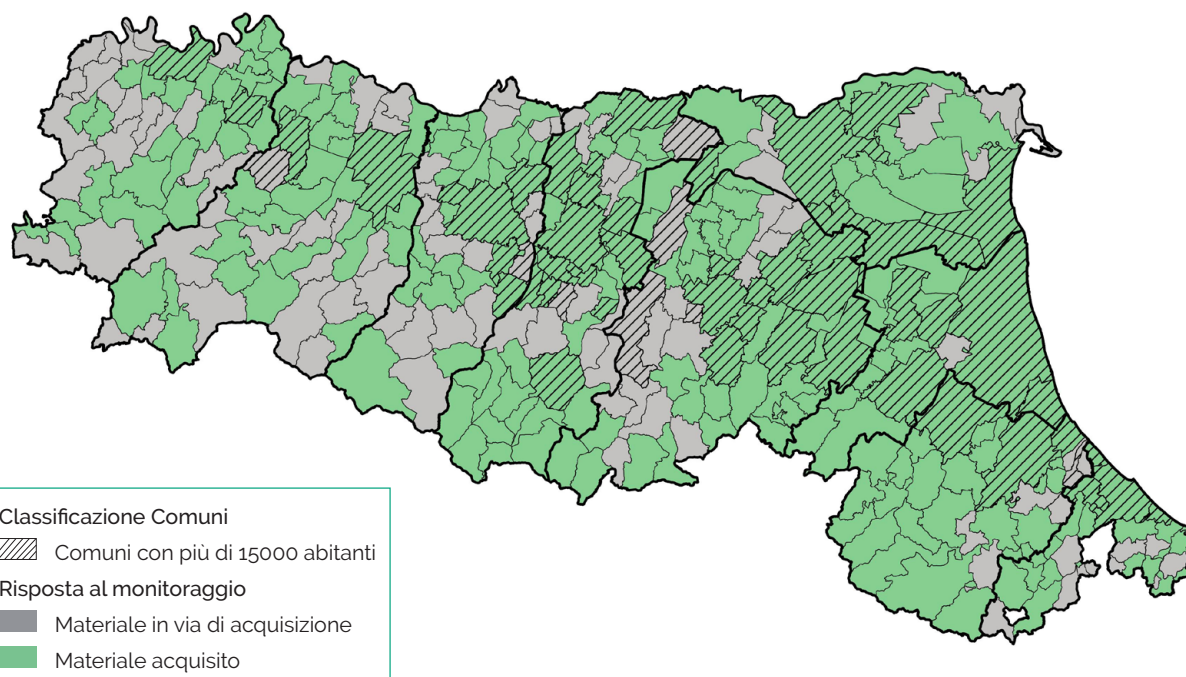 Classificazione Comuni
Comuni con più di 15000 abitanti
Risposta al monitoraggio
Materiale in via di acquisizione
Materiale acquisito